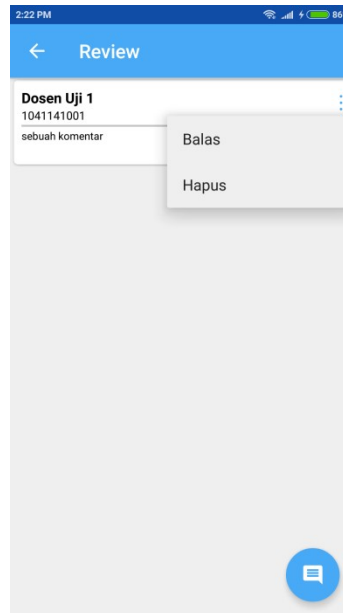 2:22 PM 86
Review
Dosen Uji 1
1041141001
sebuah komentar
Balas
Hapus